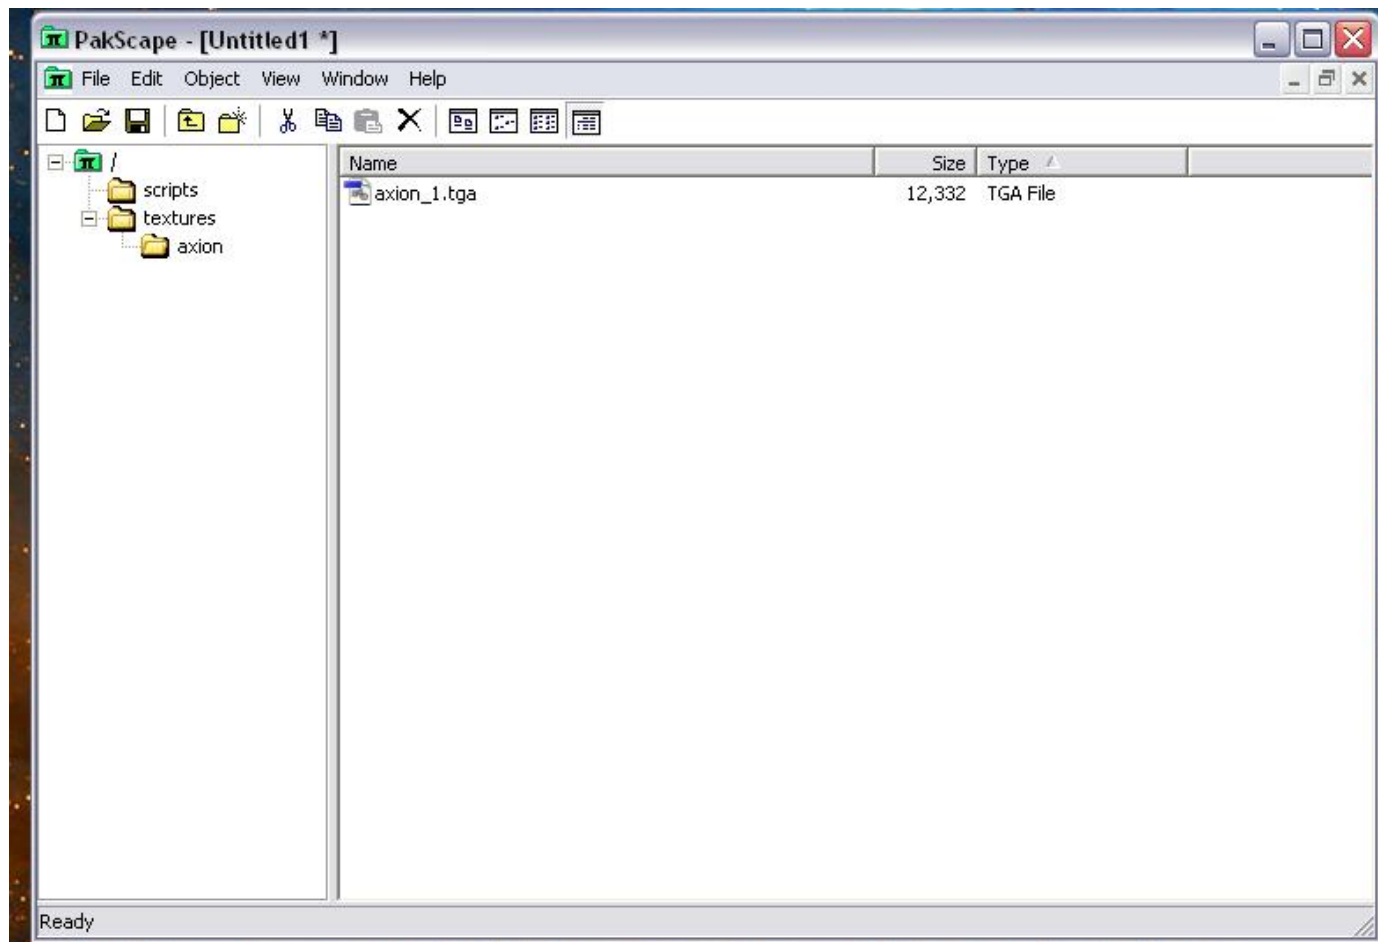 PakScape - [Untitled1 *]
File Edit Object View Window Help
/
scripts
textures
axion
Name Size Type
axion_1.tga 12,332 TGA File
Ready